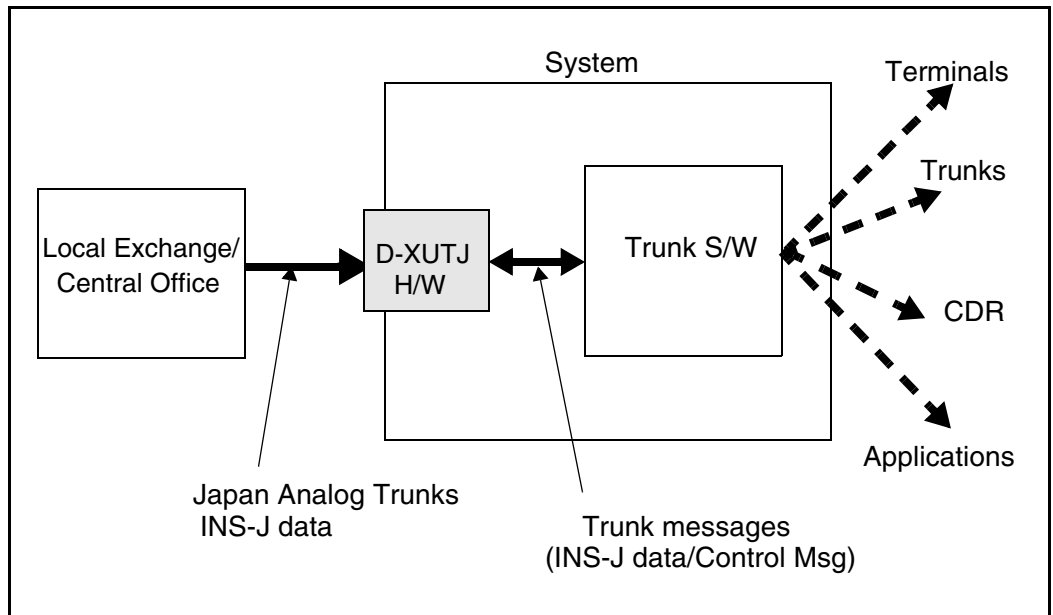 System
Terminals
Trunks
Local Exchange/
Central Office
D-XUTJ
H/W
Trunk S/W
CDR
Applications
Japan Analog Trunks
INS-J data
Trunk messages
(INS-J data/Control Msg)